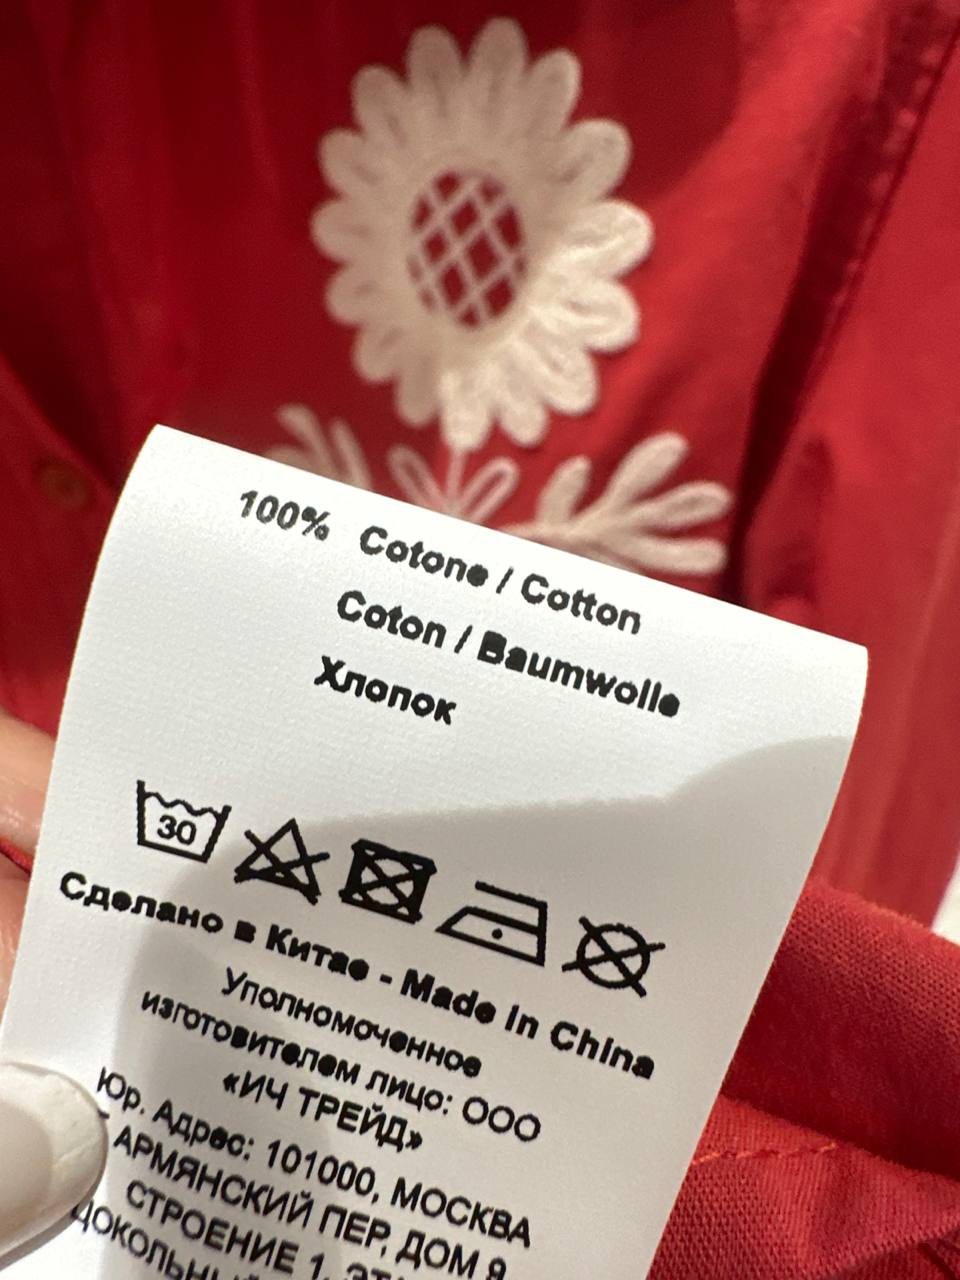 100% Cotone / Cotton
Coton / Baumwolle
Хлопок
30
Сделано в Китае - Made in China
Уполномоченное
изготовителем лицо: ООО
«ИЧ ТРЕЙД»
Юр. Адрес: 101000, МОСКВА
АРМЯНСКИЙ ПЕР, ДОМ 9
СТРОЕНИЕ 1,